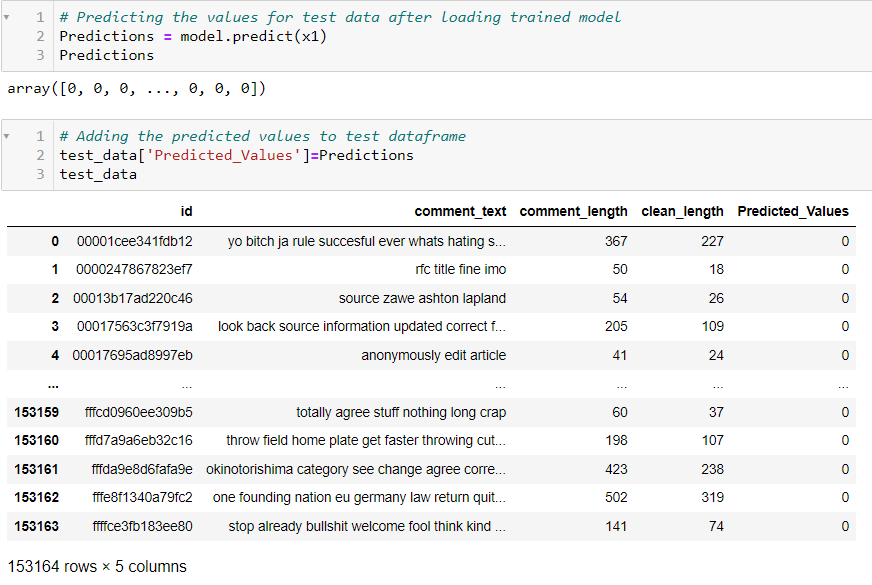 1 # Predicting the values for test data after loading trained model
2 Predictions = model.predict(x1)
3 Predictions
array([0, 0, 0, ..., 0, 0, 0])
1 # Adding the predicted values to test dataframe
2 test_data['Predicted_Values']=Predictions
3 test_data
id comment_text comment_length clean_length Predicted_Values
0 00001cee341fdb12 yo bitch ja rule succesful ever whats hating s... 367 227 0
1 0000247867823ef7 rfc title fine imo 50 18 0
2 00013b17ad220c46 source zawe ashton lapland 54 26 0
3 00017563c3f7919a look back source information updated correct f... 205 109 0
4 00017695ad8997eb anonymously edit article 41 24 0
... ... ... ... ... ...
153159 fffcd0960ee309b5 totally agree stuff nothing long crap 60 37 0
153160 fffd7a9a6eb32c16 throw field home plate get faster throwing cut... 198 107 0
153161 fffda9e8d6fafa9e okinotorishima category see change agree corre... 423 238 0
153162 fffe8f1340a79fc2 one founding nation eu germany law return quit... 502 319 0
153163 ffffce3fb183ee80 stop already bullshit welcome fool think kind ... 141 74 0
153164 rows × 5 columns